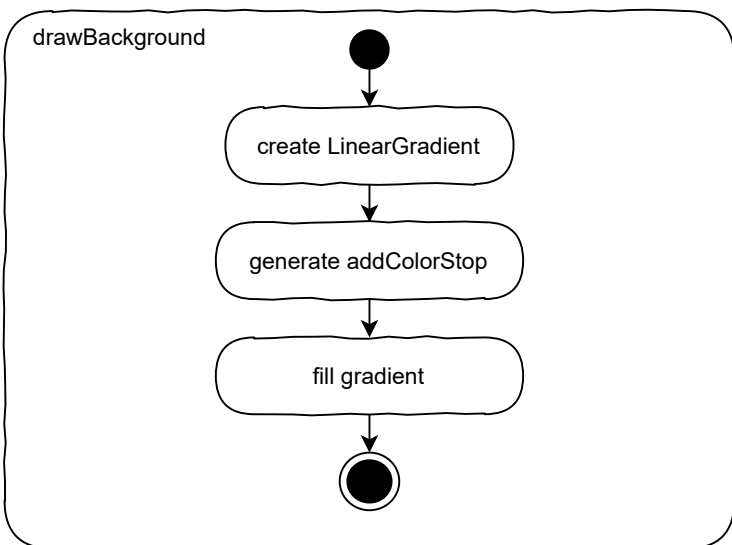 drawBackground
create LinearGradient
generate addColorStop
fill gradient